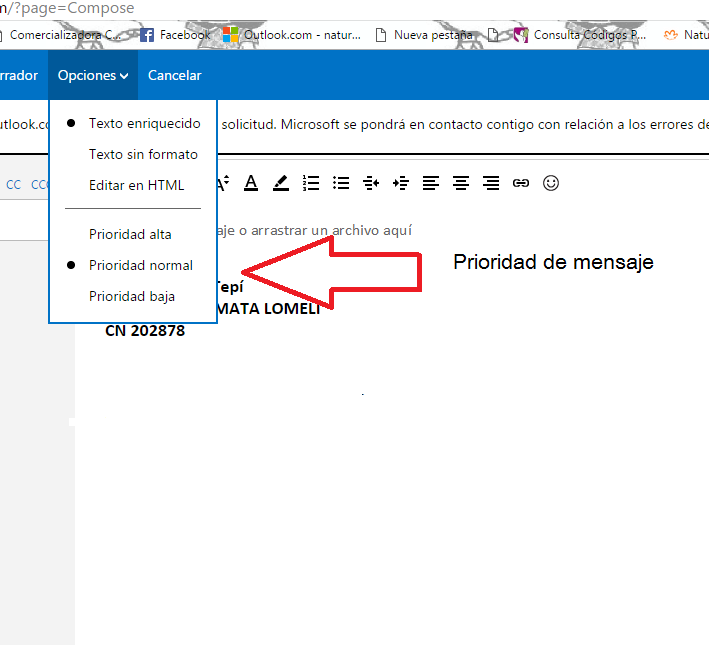 m/?page=Compose
Comercializadora C... Facebook Outlook.com - natur... Nueva pestaña Consulta Códigos P... Natu
rrador Opciones Cancelar
utlook.co solicitud. Microsoft se pondrá en contacto contigo con relación a los errores de
Texto enriquecido
Texto sin formato
Editar en HTML
CC CCO
A A
aje o arrastrar un archivo aquí
Prioridad alta
Prioridad normal
Prioridad baja
Prioridad de mensaje
Tepí
MATA LOMELI
CN 202878